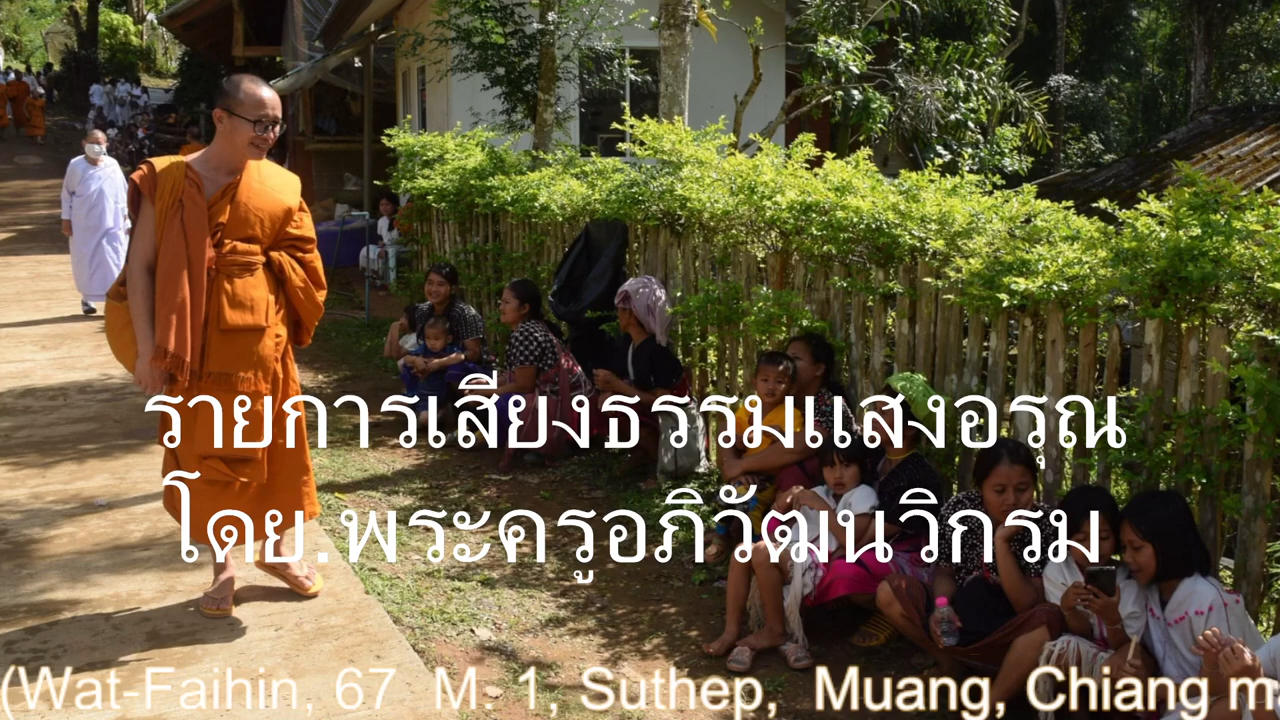 รายการเสียงธรรมแสงอรุณ
โดย.พระครูอภิวัฒนวิกรม
(Wat-Faihin, 67 M. 1, Suthep, Muang, Chiang m